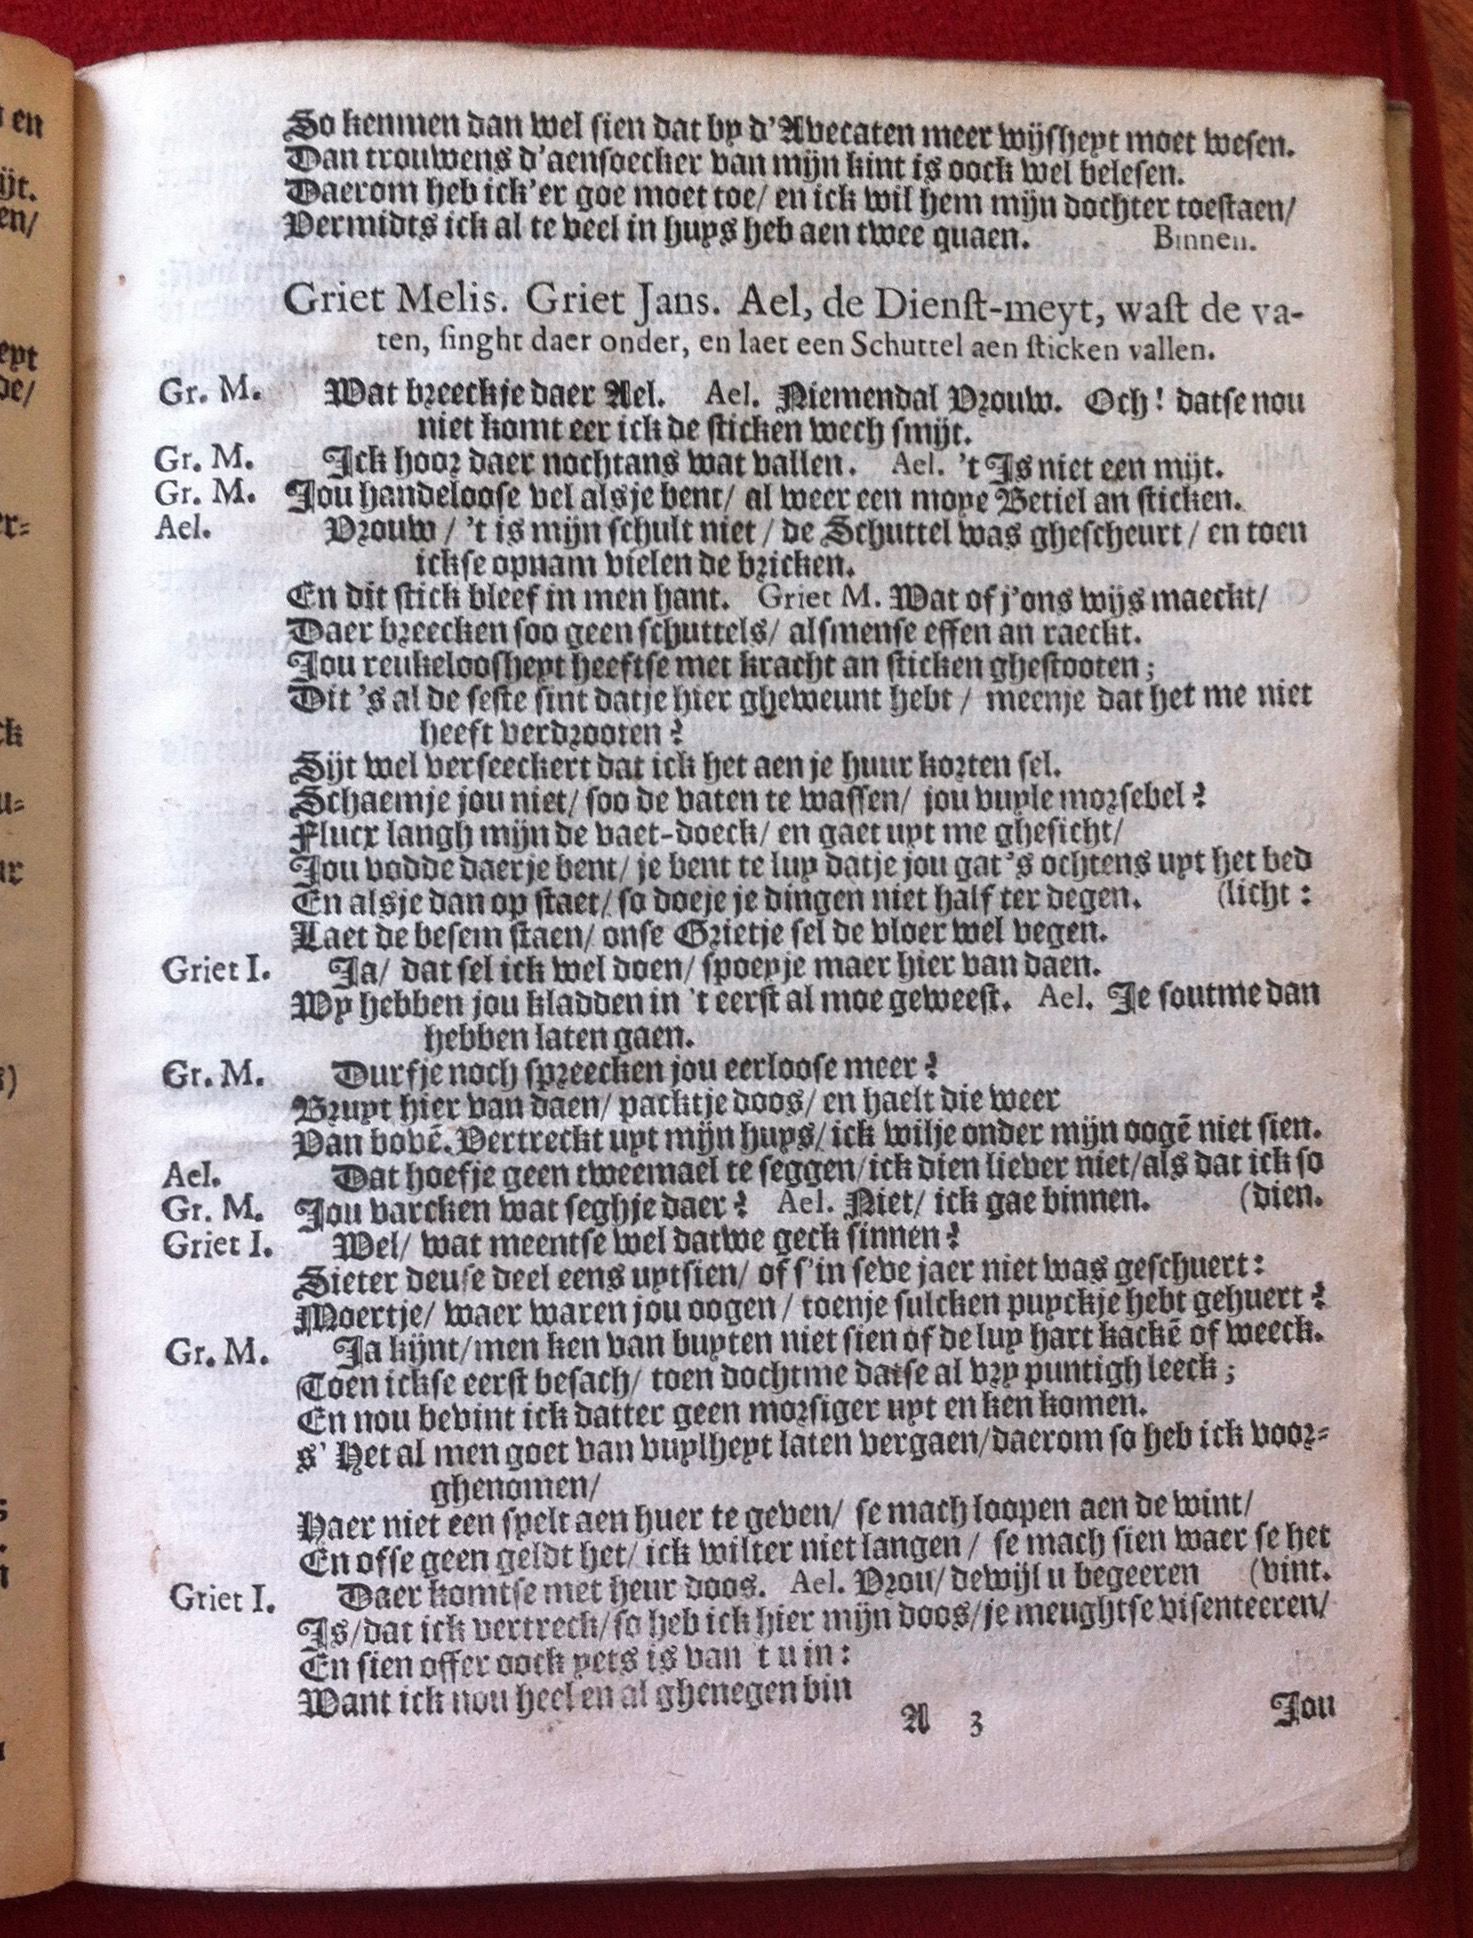 So kenmen dan wel sien dat by d'Avecaten meer wijsheyt moet wesen.
Dan trouwens d'aensoecker van mijn kint is oock wel belesen.
Daerom heb ick'er goe moet toe/ en ick wil hem mijn dochter toestaen/
Vermidts ick al te veel in huys heb aen twee quaen. Binnen.
Griet Melis. Griet Jans. Ael, de Dienst-meyt, wast de va-
ten, singht daer onder, en laet een Schuttel aen sticken vallen.
Gr. M. Wat breeckje daer Ael. Ael. Niemendal Vrouw. Och! datse nou
niet komt eer ick de sticken wech smijt.
Gr. M. Ick hoor daer nochtans wat vallen. Ael. 't Is niet een mijt.
Gr. M. Jou handeloose vel alsje bent/ al weer een moye Betiel an sticken.
Ael. Vrouw/ 't is mijn schult niet/ de Schuttel was ghescheurt/ en toen
ickse opnam vielen de bricken.
En dit stick bleef in men hant. Griet M. Wat of j'ons wijs maeckt/
Daer breecken soo geen schuttels/ alsmense effen an raeckt.
Jou reukelooshept heeftse met kracht an sticken ghestooten;
Dit 's al de seste sint datje hier gheweunt hebt/ meenje dat het me niet
heeft verdrooten?
Sijt wel verseeckert dat ick het aen je huur korten sel.
Schaemje jou niet/ soo de vaten te wassen/ jou vuyle morsebel?
Flucx langh mijn de vaet-doeck/ en gaet uyt me ghesicht/
Jou vodde daerje bent/ je bent te luy datje jou gat 's ochtens uyt het bed
En alsje dan op staet/ so doeje je dingen niet half ter degen. (licht:
Laet de besem staen/ onse Grietje sel de vloer wel vegen.
Griet I. Ja/ dat sel ick wel doen/ spoeyje maer hier van daen.
Wy hebben jou kladden in 't eerst al moe geweest. Ael. Je soutme dan
hebben laten gaen.
Gr. M. Durfje noch spreecken jou eerloose meer?
Bruyt hier van daen/ packtje doos/ en haelt die weer
Van bovẽ. Vertreckt uyt mijn huys/ ick wilje onder mijn oogẽ niet sien.
Ael. Dat hoefje geen tweemael te seggen/ ick dien liever niet/ als dat ick so
Gr. M. Jou varcken wat seghje daer? Ael. Niet/ ick gae binnen. (dien.
Griet I. Wel/ wat meentse wel datwe geck sinnen?
Sieter deuse deel eens uytsien/ of s'in seve jaer niet was geschuert:
Moertje/ waer waren jou oogen/ toenje sulcken puyckje hebt gehuert?
Gr. M. Ja kijnt/ men ken van buyten niet sien of de luy hart kackẽ of weeck.
Toen ickse eerst besach/ toen dochtme datse al vry puntigh leeck;
En nou bevint ick datter geen morsiger uyt en ken komen.
s' Het al men goet van vuylheyt laten vergaen/ daerom so heb ick voor-
ghenomen/
Haer niet een spelt aen huer te geven/ se mach loopen aen de wint/
En ofse geen geldt het/ ick wilter niet langen/ se mach sien waer se het
Griet I. Daer komtse met heur doos. Ael. Vrou/ dewijl u begeeren (vint.
Is/ dat ick vertreck/ so heb ick hier mijn doos/ je meughtse visenteeren/
En sien offer oock yets is van 't u in:
Want ick nou heel en al ghenegen bin
A 3 Jou